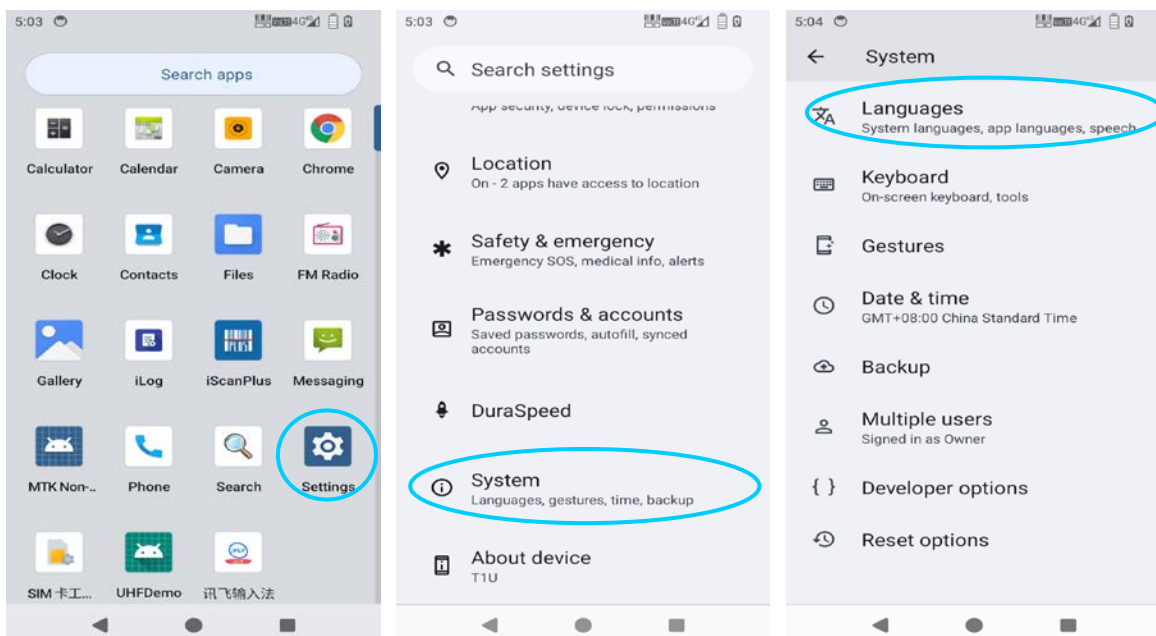 5:03
4G
Search apps
Calculator Calendar Camera Chrome
Clock Contacts Files FM Radio
Gallery iLog iScanPlus Messaging
MTK Non-.. Phone Search Settings
SIM 卡工... UHFDemo 讯飞输入法
5:03
4G
Search settings
App security, device lock, permissions
Location
On - 2 apps have access to location
Safety & emergency
Emergency SOS, medical info, alerts
Passwords & accounts
Saved passwords, autofill, synced
accounts
DuraSpeed
System
Languages, gestures, time, backup
About device
T1U
5:04
4G
System
Languages
System languages, app languages, speech
Keyboard
On-screen keyboard, tools
Gestures
Date & time
GMT+08:00 China Standard Time
Backup
Multiple users
Signed in as Owner
{ } Developer options
Reset options